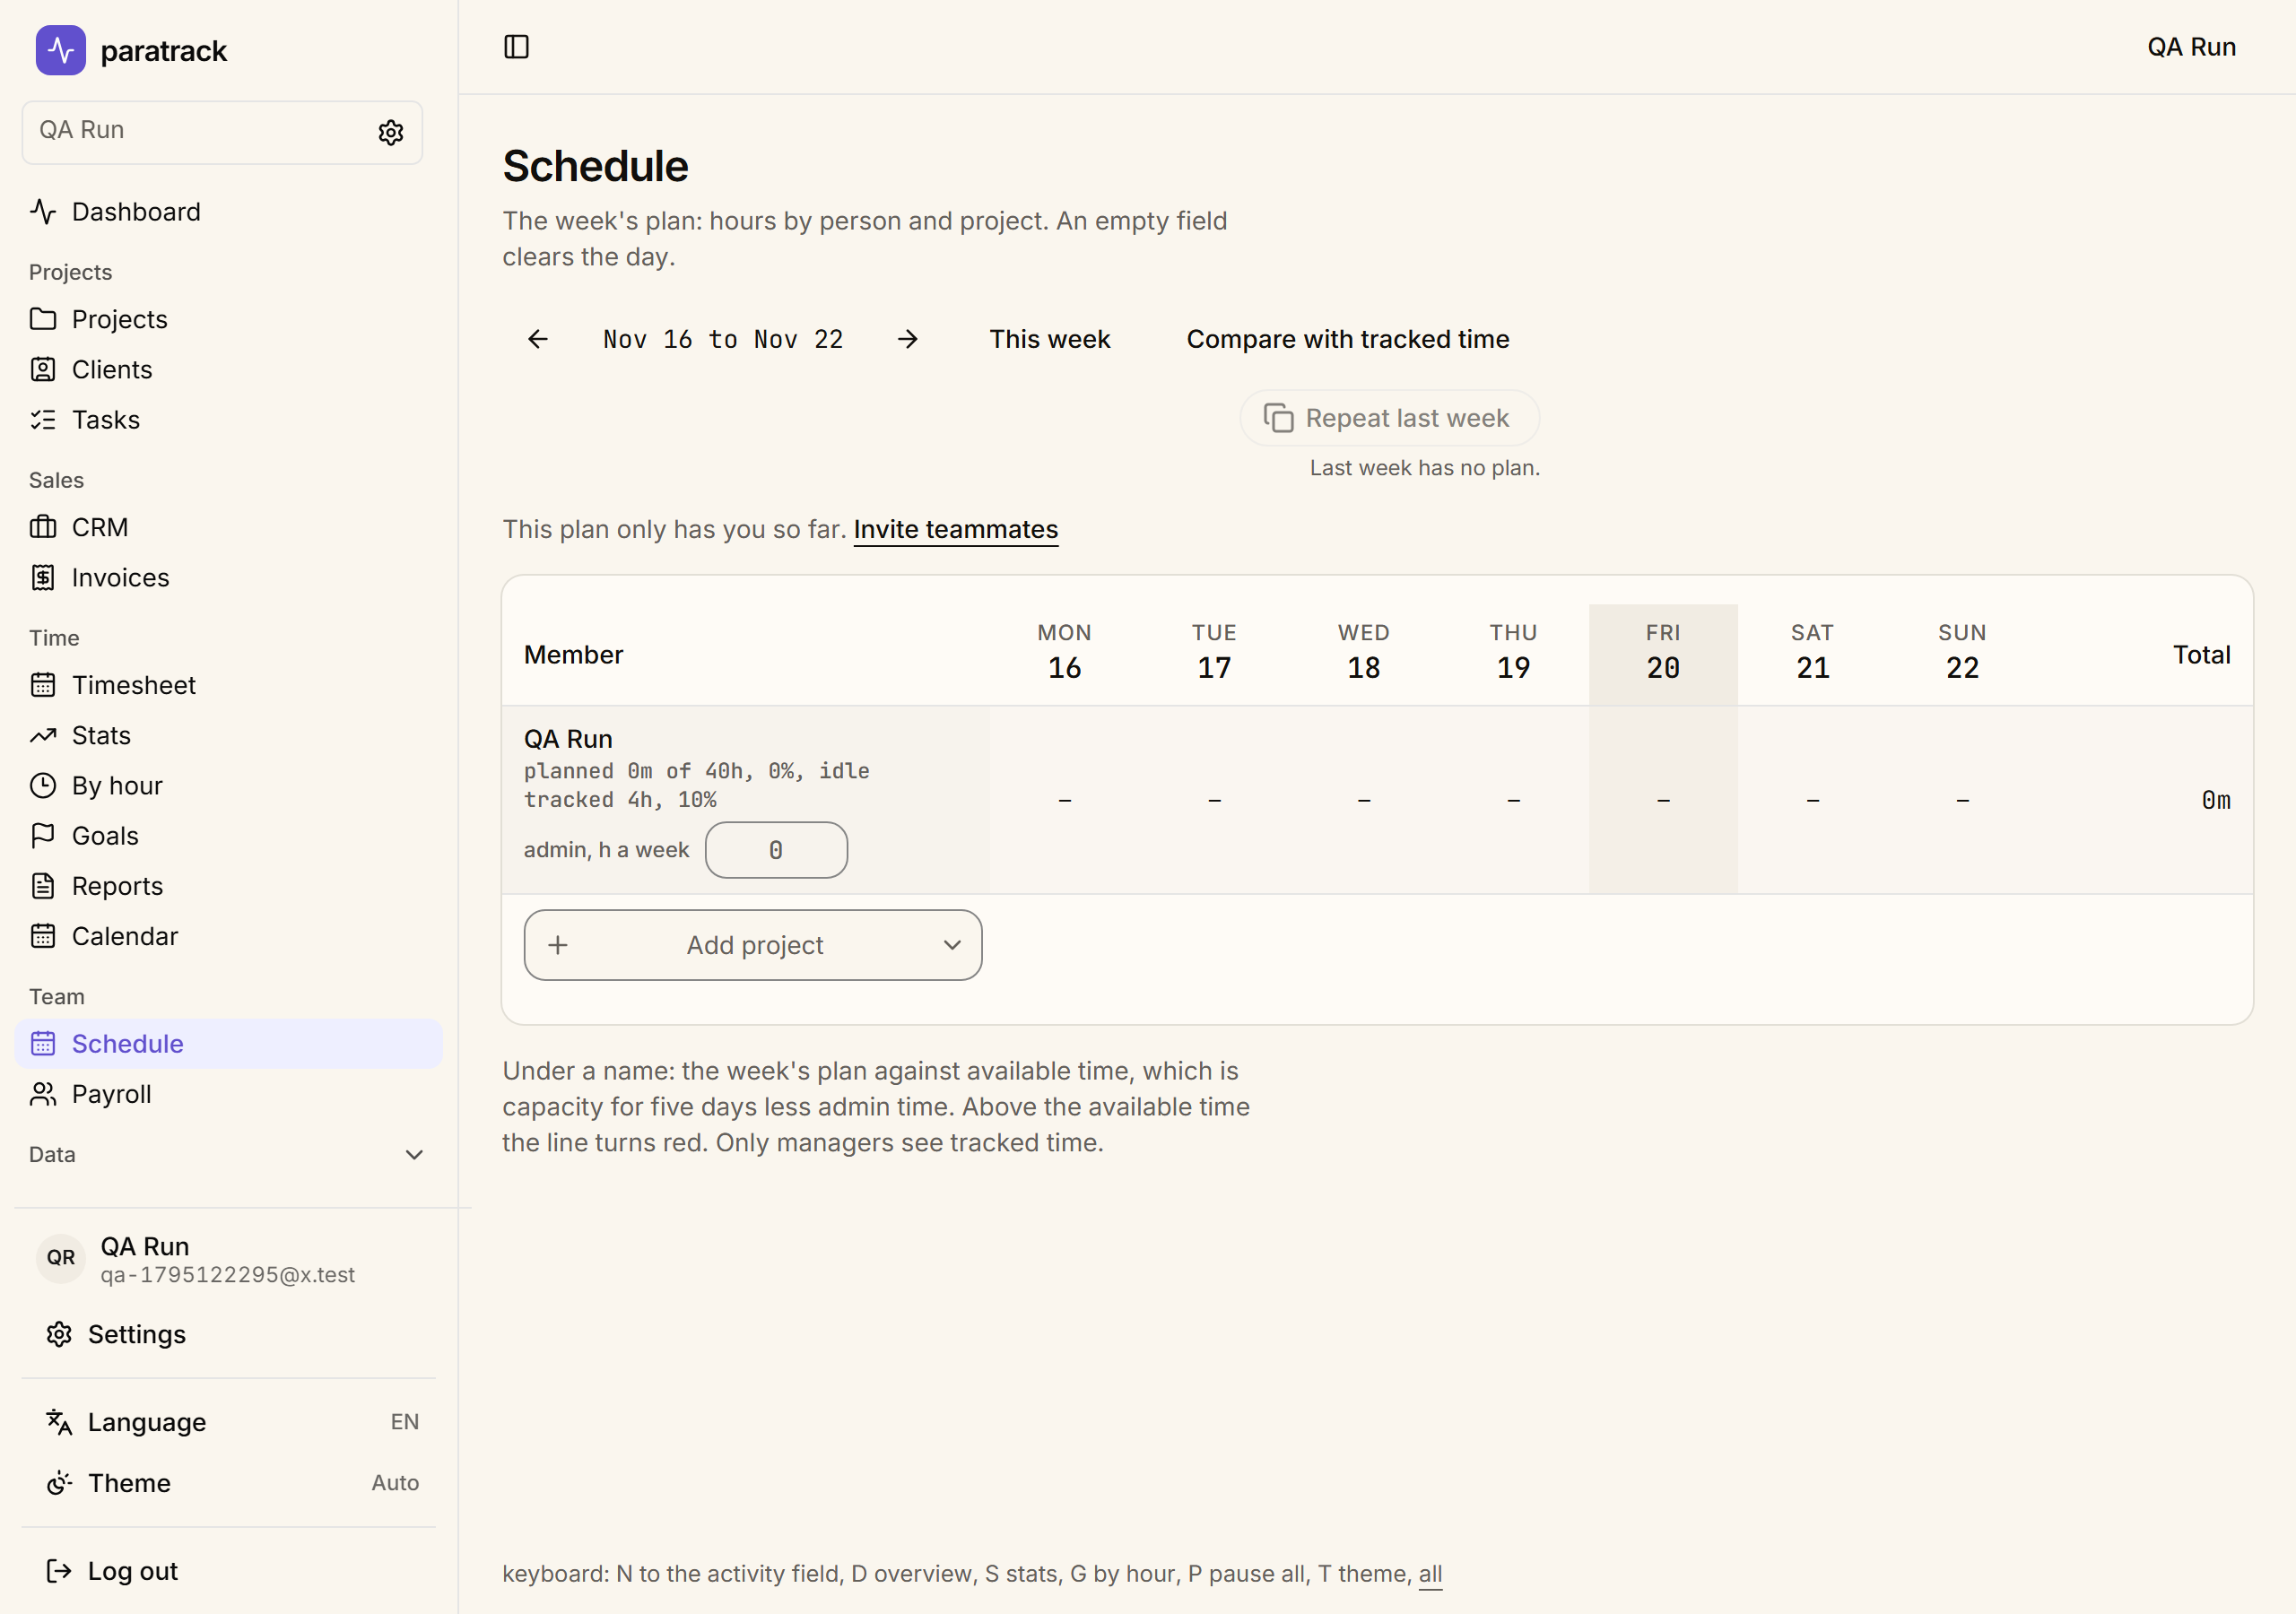 paratrack
QA Run
Dashboard
Projects
Projects
Clients
Tasks
Sales
CRM
Invoices
Time
Timesheet
Stats
By hour
Goals
Reports
Calendar
Team
Schedule
Payroll
Data
QR
QA Run
qa-1795122295@x.test
Settings
Language EN
Theme Auto
Log out
QA Run
Schedule
The week's plan: hours by person and project. An empty field
clears the day.
Nov 16 to Nov 22
This week
Compare with tracked time
Repeat last week
Last week has no plan.
This plan only has you so far. Invite teammates
Member MON 16 TUE 17 WED 18 THU 19 FRI 20 SAT 21 SUN 22 Total
QA Run
planned 0m of 40h, 0%, idle
tracked 4h, 10%
– – – – – – – 0m
admin, h a week 0
Add project
Under a name: the week's plan against available time, which is
capacity for five days less admin time. Above the available time
the line turns red. Only managers see tracked time.
keyboard: N to the activity field, D overview, S stats, G by hour, P pause all, T theme, all